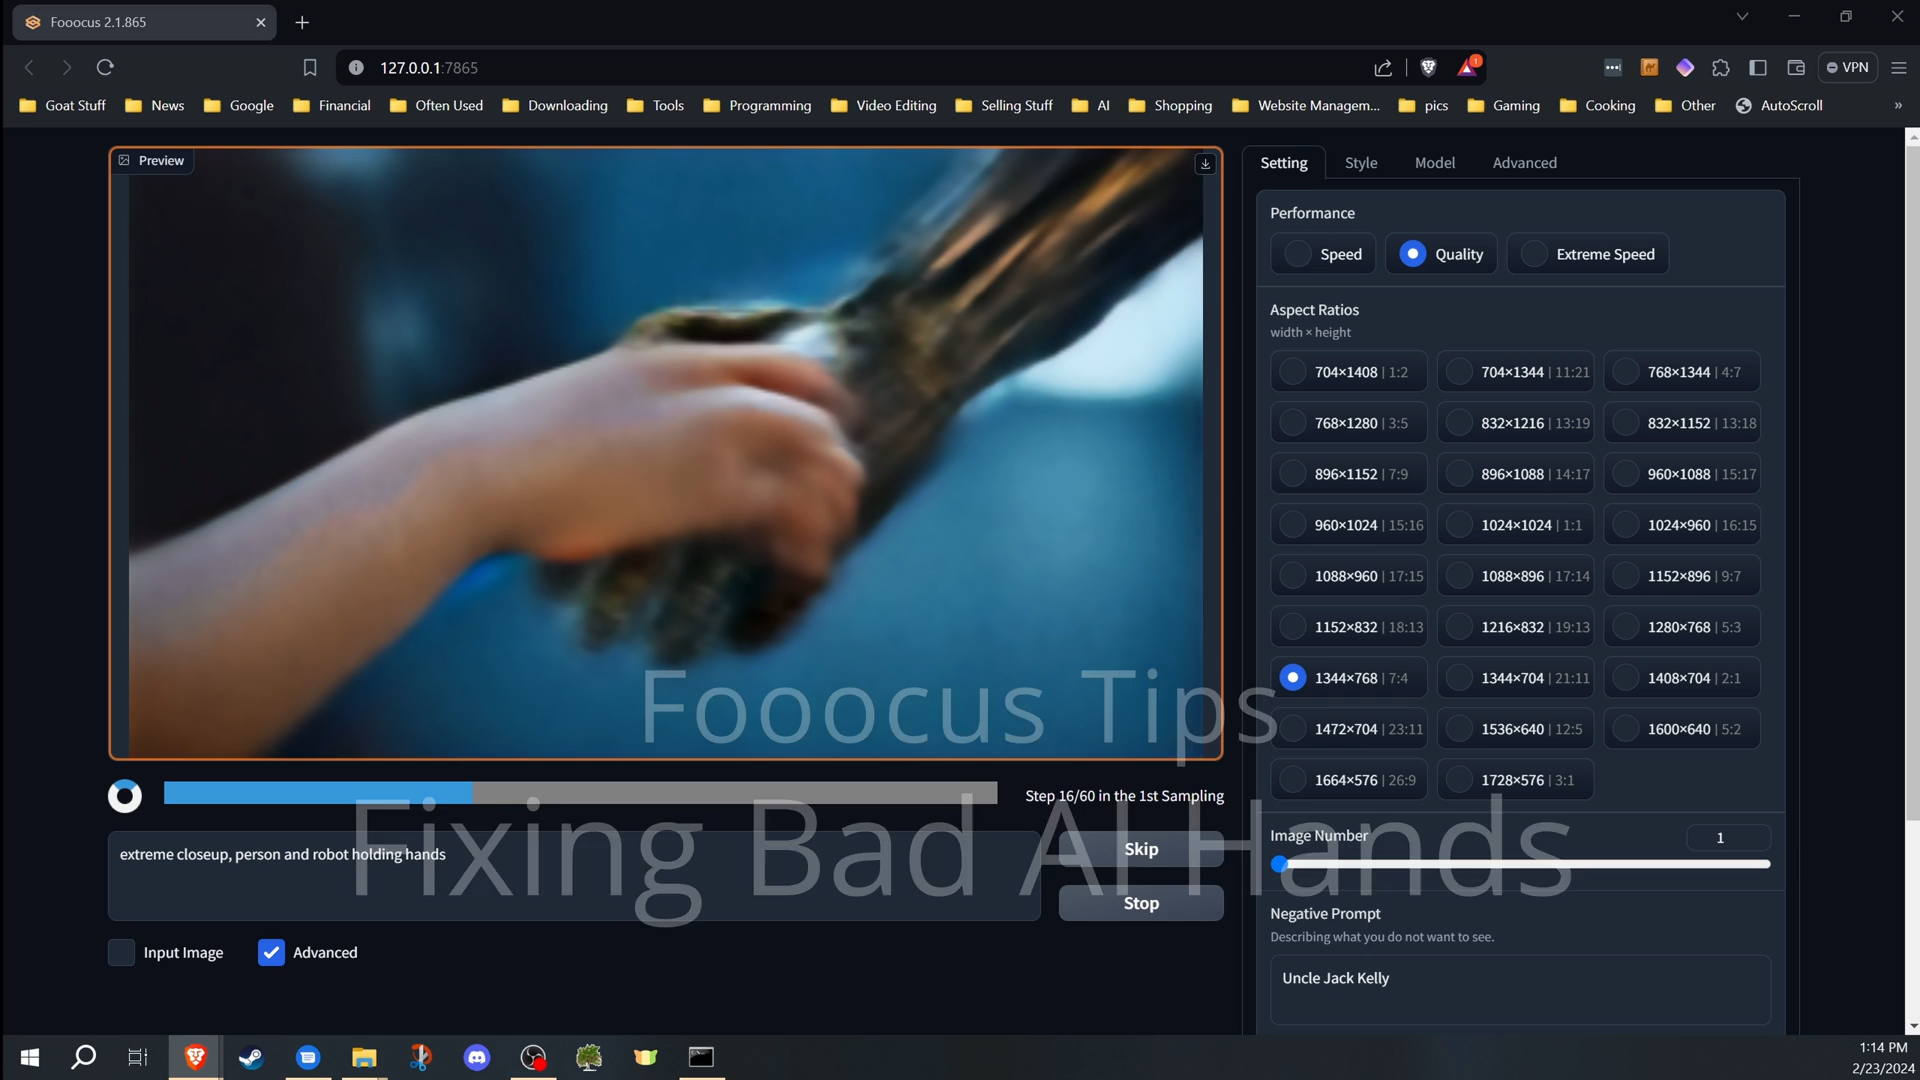 Fooocus 2.1.865
127.0.0.1:7865
1
VPN
Goat Stuff
News
Google
Financial
Often Used
Downloading
Tools
Programming
Video Editing
Selling Stuff
AI
Shopping
Website Managem...
pics
Gaming
Cooking
Other
AutoScroll
»
Preview
Setting
Style
Model
Advanced
Performance
Speed
Quality
Extreme Speed
Aspect Ratios
width × height
704×1408 | 1:2
704×1344 | 11:21
768×1344 | 4:7
768×1280 | 3:5
832×1216 | 13:19
832×1152 | 13:18
896×1152 | 7:9
896×1088 | 14:17
960×1088 | 15:17
960×1024 | 15:16
1024×1024 | 1:1
1024×960 | 16:15
1088×960 | 17:15
1088×896 | 17:14
1152×896 | 9:7
1152×832 | 18:13
1216×832 | 19:13
1280×768 | 5:3
1344×768 | 7:4
1344×704 | 21:11
1408×704 | 2:1
1472×704 | 23:11
1536×640 | 12:5
1600×640 | 5:2
1664×576 | 26:9
1728×576 | 3:1
Fooocus Tips
Fixing Bad AI Hands
Step 16/60 in the 1st Sampling
extreme closeup, person and robot holding hands
Skip
Stop
Input Image
Advanced
Image Number
1
Negative Prompt
Describing what you do not want to see.
Uncle Jack Kelly
1:14 PM
2/23/2024